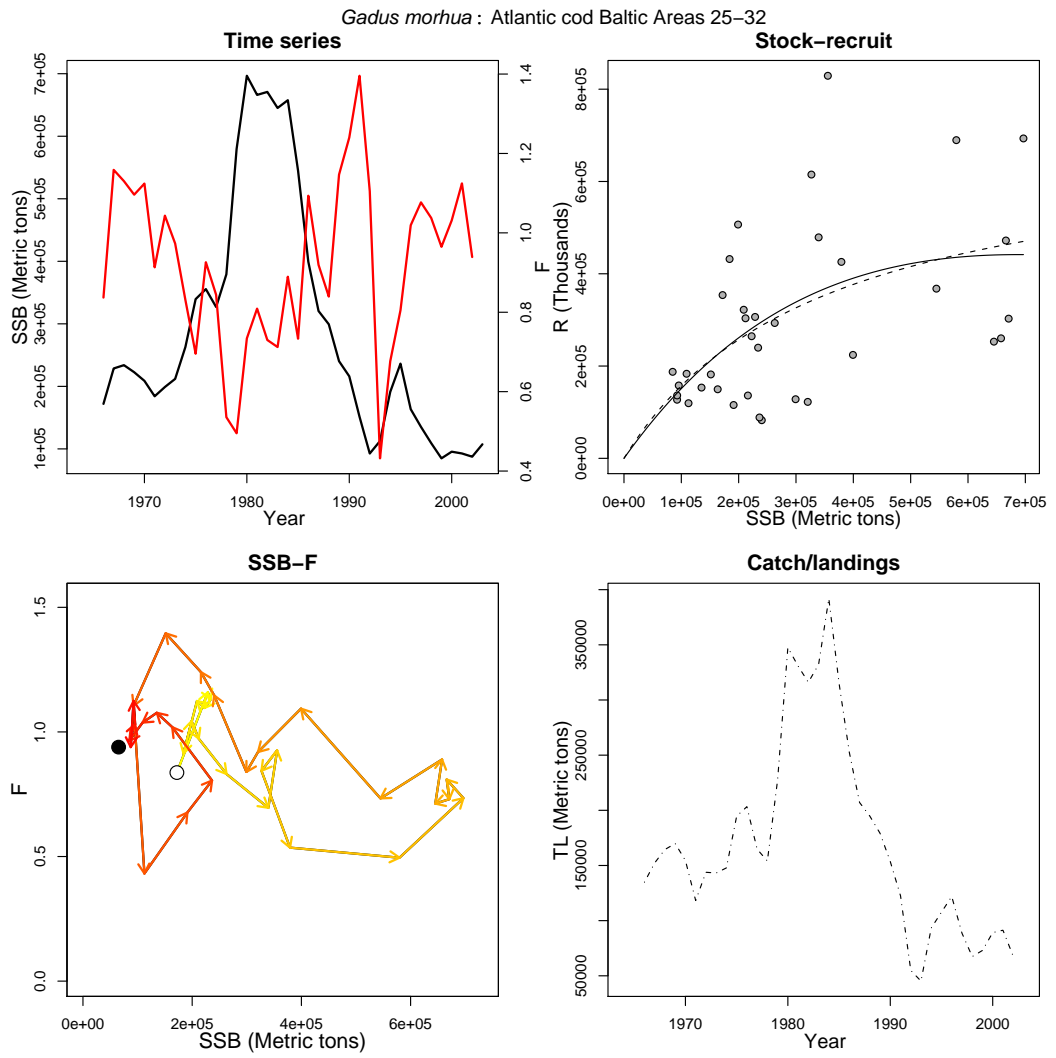 Gadus morhua : Atlantic cod Baltic Areas 25−32
Time series
SSB (Metric tons)
1e+05 2e+05 3e+05 4e+05 5e+05 6e+05 7e+05
F
0.4 0.6 0.8 1.0 1.2 1.4
1970 1980 1990 2000
Year
Stock−recruit
R (Thousands)
0e+00 2e+05 4e+05 6e+05 8e+05
0e+00 1e+05 2e+05 3e+05 4e+05 5e+05 6e+05 7e+05
SSB (Metric tons)
SSB−F
F
0.0 0.5 1.0 1.5
0e+00 2e+05 4e+05 6e+05
SSB (Metric tons)
Catch/landings
TL (Metric tons)
50000 150000 250000 350000
1970 1980 1990 2000
Year